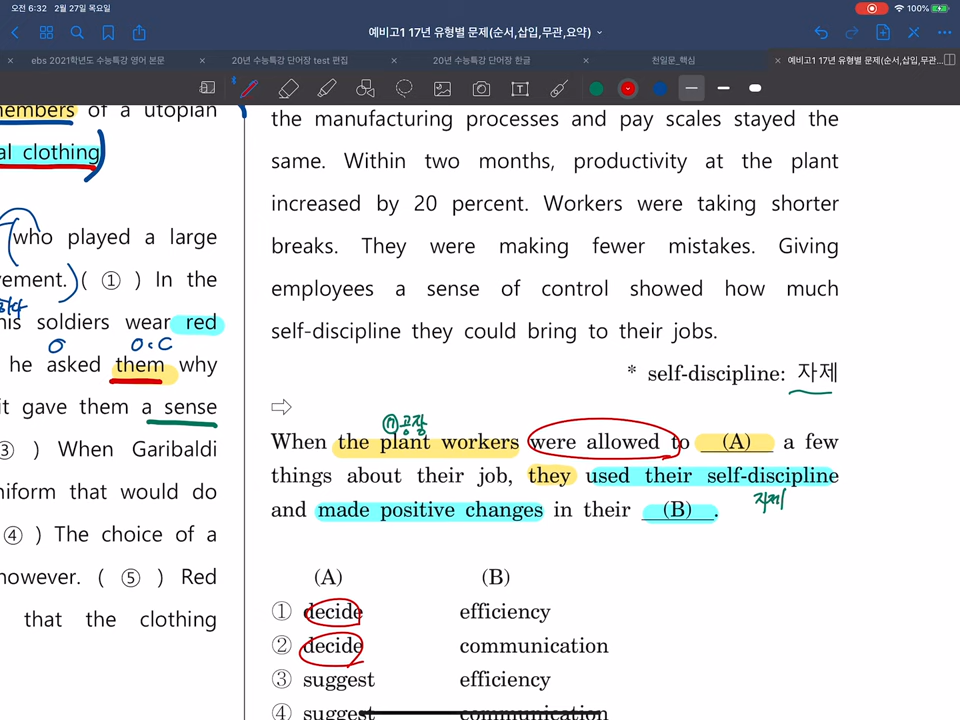 오전 6:32 2월 27일 목요일
100%
예비고1 17년 유형별 문제(순서,삽입,무관,요약)
ebs 2021학년도 수능특강 영어 본문
20년 수능특강 단어장 test 편집
20년 수능특강 단어장 한글
천일문_핵심
예비고1 17년 유형별 문제(순서,삽입,무관,요약)
members of a utopian
al clothing)
who played a large
vement.) ( ① ) In the
his soldiers wear red
O O.C
he asked them why
it gave them a sense
③ ) When Garibaldi
niform that would do
④ ) The choice of a
however. ( ⑤ ) Red
that the clothing
the manufacturing processes and pay scales stayed the
same. Within two months, productivity at the plant
increased by 20 percent. Workers were taking shorter
breaks. They were making fewer mistakes. Giving
employees a sense of control showed how much
self-discipline they could bring to their jobs.
* self-discipline: 자제
⇨
공장
When the plant workers were allowed to (A) a few
things about their job, they used their self-discipline
자제
and made positive changes in their (B).
(A) (B)
① decide efficiency
② decide communication
③ suggest efficiency
④ suggest communication